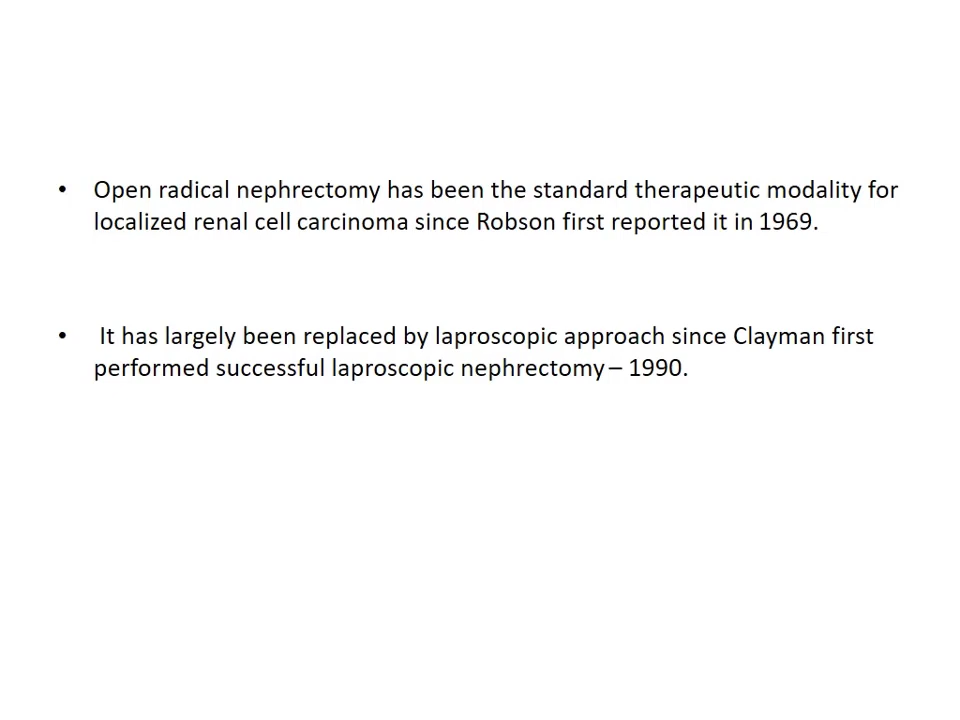 • Open radical nephrectomy has been the standard therapeutic modality for
localized renal cell carcinoma since Robson first reported it in 1969.
• It has largely been replaced by laproscopic approach since Clayman first
performed successful laproscopic nephrectomy – 1990.